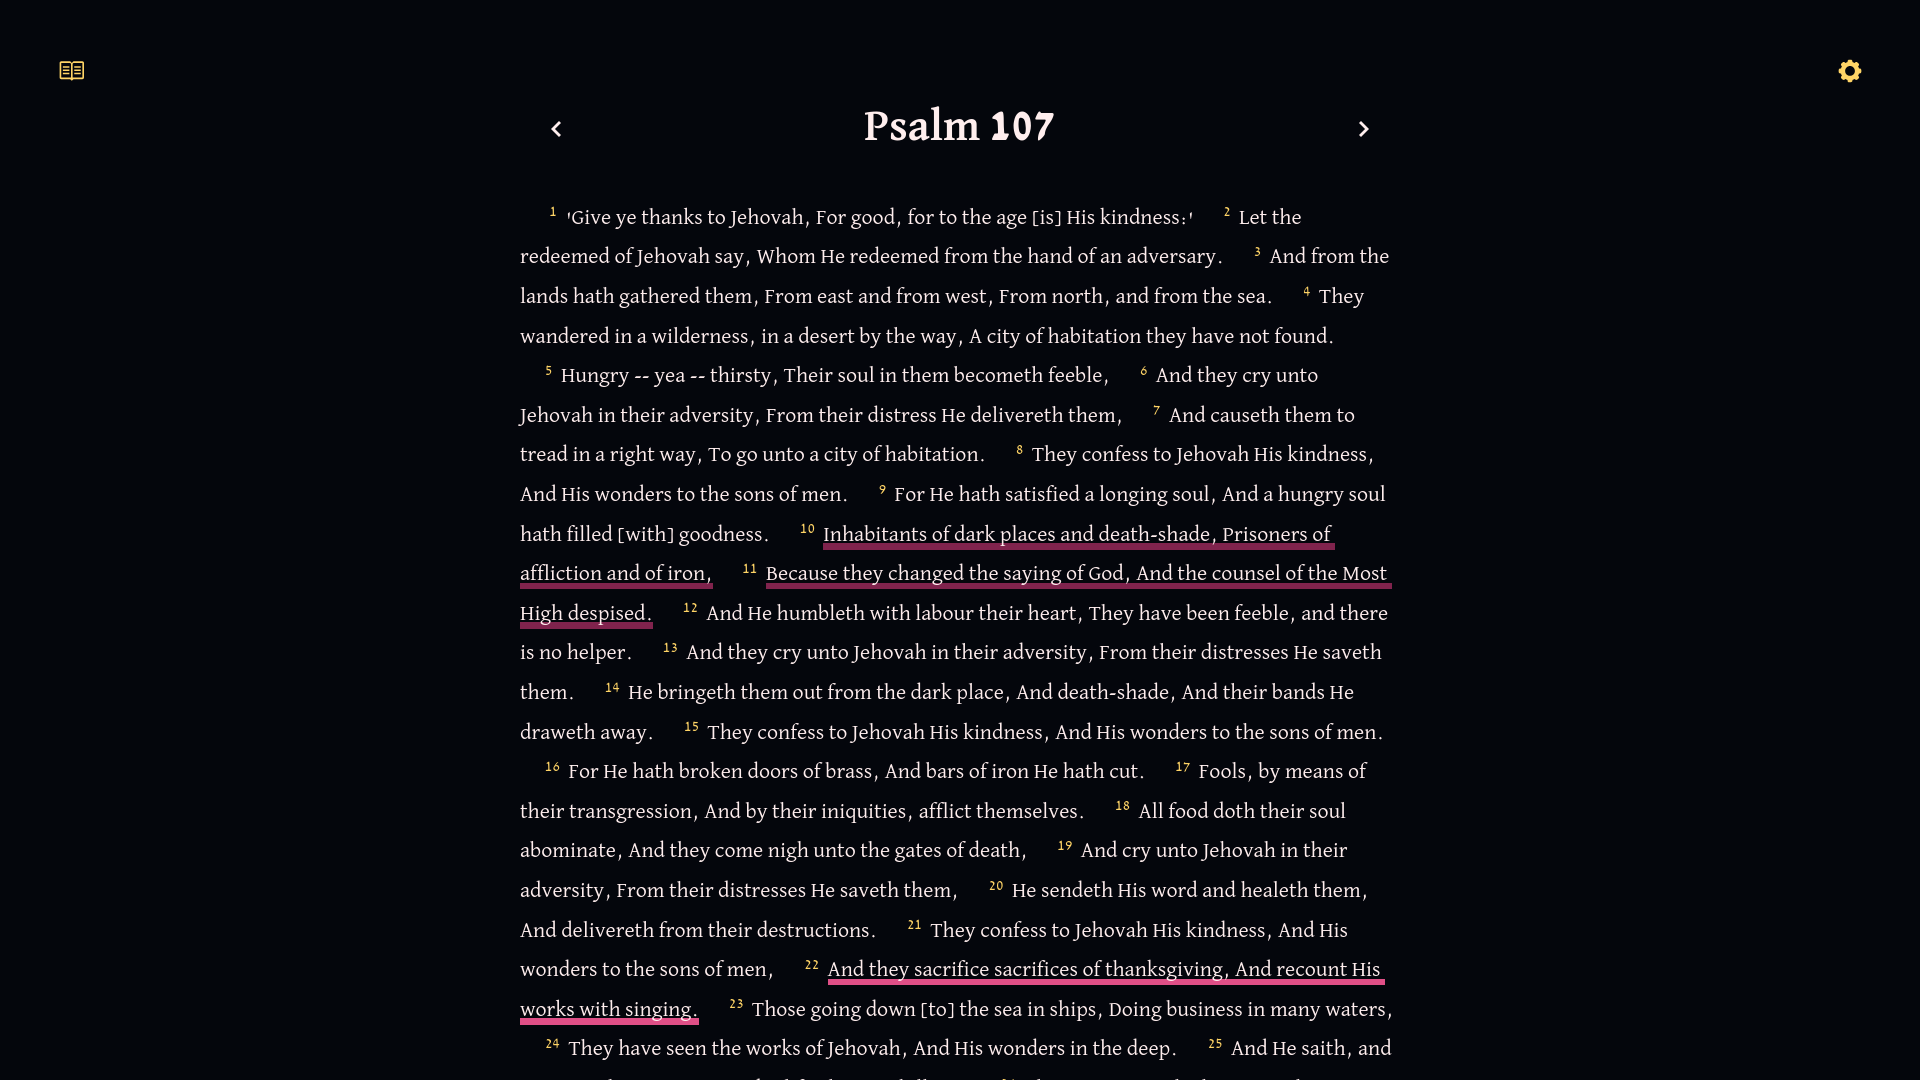 Psalm 107
1 'Give ye thanks to Jehovah, For good, for to the age [is] His kindness:' 2 Let the
redeemed of Jehovah say, Whom He redeemed from the hand of an adversary. 3 And from the
lands hath gathered them, From east and from west, From north, and from the sea. 4 They
wandered in a wilderness, in a desert by the way, A city of habitation they have not found.
5 Hungry -- yea -- thirsty, Their soul in them becometh feeble, 6 And they cry unto
Jehovah in their adversity, From their distress He delivereth them, 7 And causeth them to
tread in a right way, To go unto a city of habitation. 8 They confess to Jehovah His kindness,
And His wonders to the sons of men. 9 For He hath satisfied a longing soul, And a hungry soul
hath filled [with] goodness. 10 Inhabitants of dark places and death-shade, Prisoners of
affliction and of iron, 11 Because they changed the saying of God, And the counsel of the Most
High despised. 12 And He humbleth with labour their heart, They have been feeble, and there
is no helper. 13 And they cry unto Jehovah in their adversity, From their distresses He saveth
them. 14 He bringeth them out from the dark place, And death-shade, And their bands He
draweth away. 15 They confess to Jehovah His kindness, And His wonders to the sons of men.
16 For He hath broken doors of brass, And bars of iron He hath cut. 17 Fools, by means of
their transgression, And by their iniquities, afflict themselves. 18 All food doth their soul
abominate, And they come nigh unto the gates of death, 19 And cry unto Jehovah in their
adversity, From their distresses He saveth them, 20 He sendeth His word and healeth them,
And delivereth from their destructions. 21 They confess to Jehovah His kindness, And His
wonders to the sons of men, 22 And they sacrifice sacrifices of thanksgiving, And recount His
works with singing. 23 Those going down [to] the sea in ships, Doing business in many waters,
24 They have seen the works of Jehovah, And His wonders in the deep. 25 And He saith, and